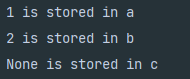 1 is stored in a
2 is stored in b
None is stored in c